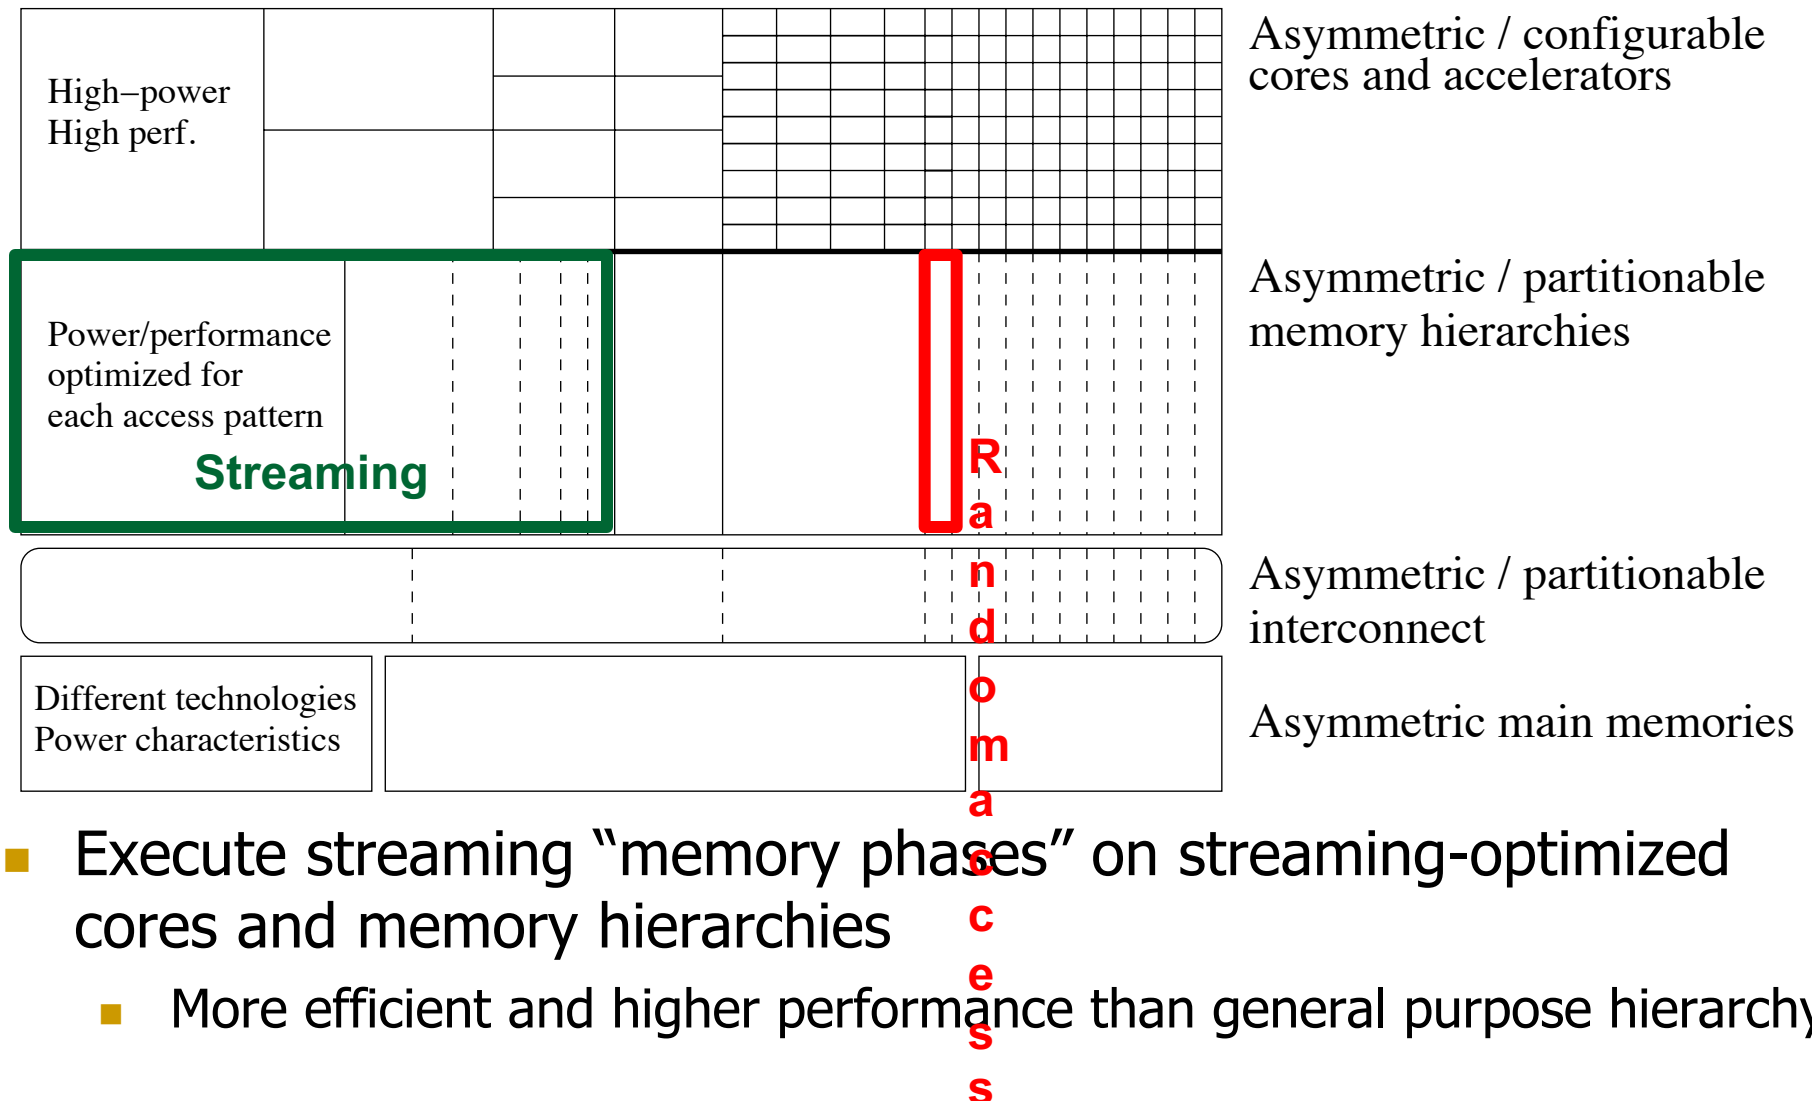 High−power
High perf.
Asymmetric / configurable
cores and accelerators
Power/performance
optimized for
each access pattern
Streaming
Asymmetric / partitionable
memory hierarchies
Random access
Asymmetric / partitionable
interconnect
Different technologies
Power characteristics
Asymmetric main memories
Execute streaming “memory phases” on streaming-optimized
cores and memory hierarchies
More efficient and higher performance than general purpose hierarchy